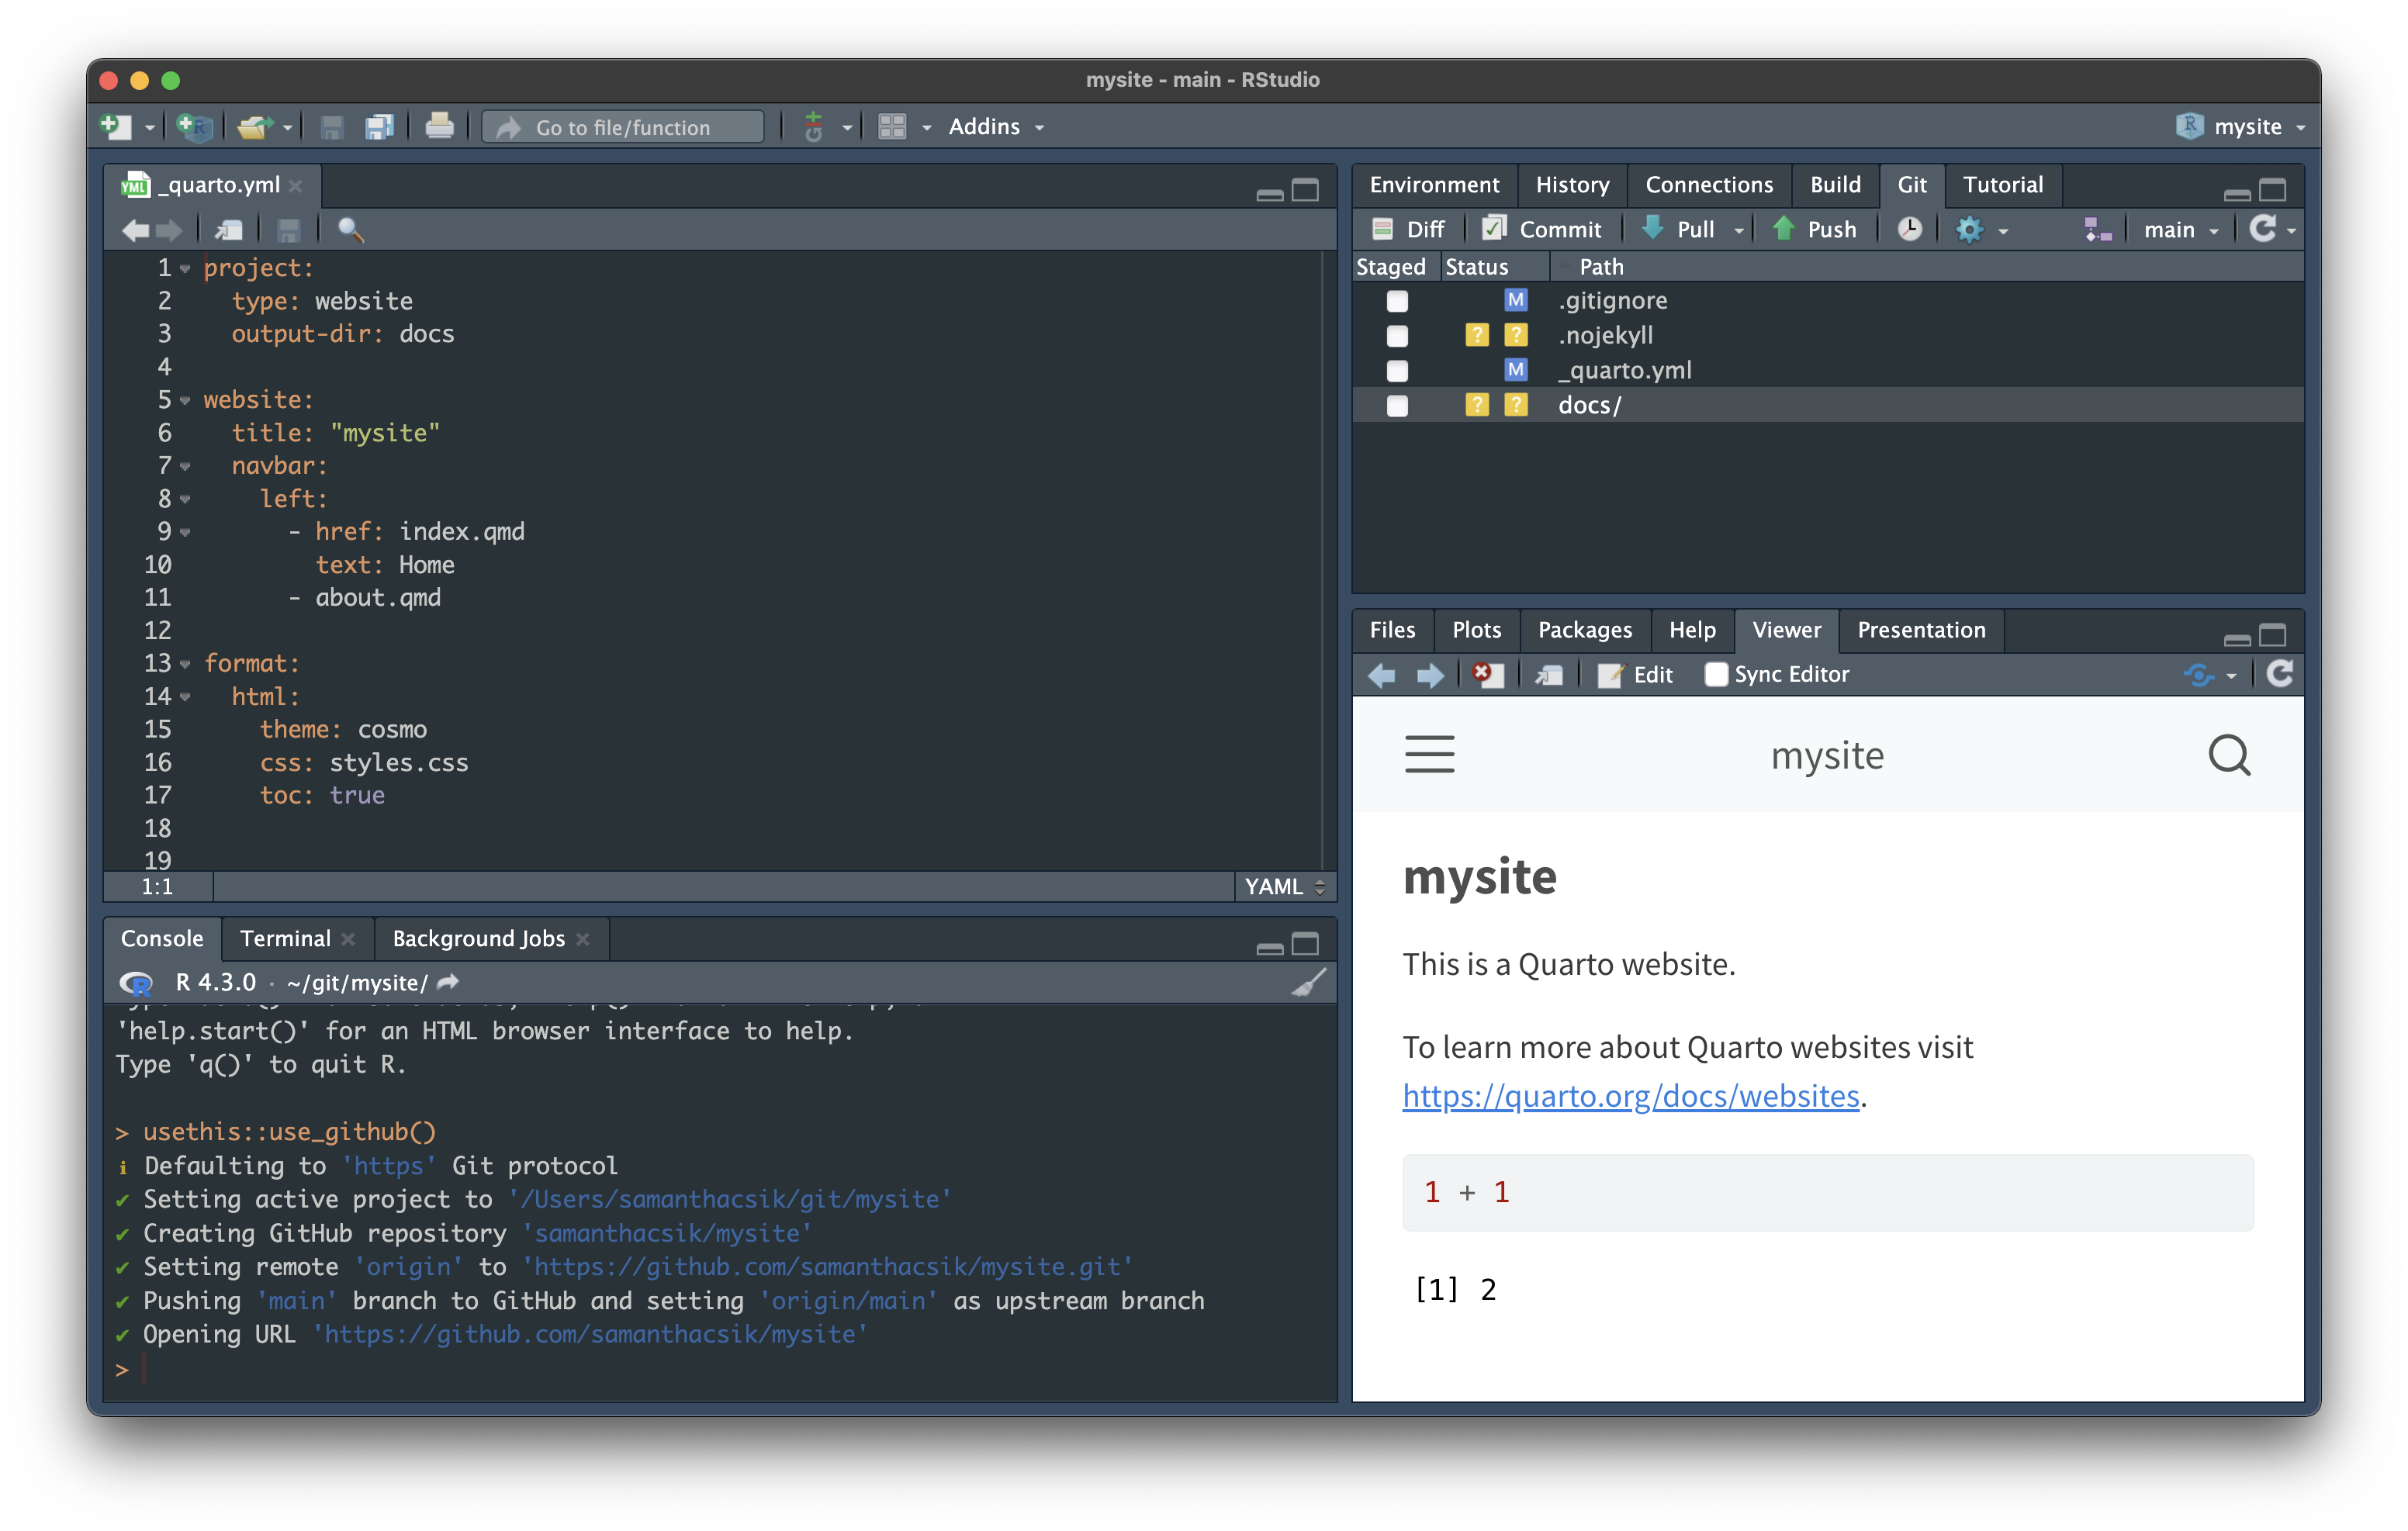 mysite - main - RStudio
Go to file/function
Addins
mysite
_quarto.yml
1 project:
2   type: website
3   output-dir: docs
4
5 website:
6   title: "mysite"
7   navbar:
8     left:
9       - href: index.qmd
10         text: Home
11       - about.qmd
12
13 format:
14   html:
15     theme: cosmo
16     css: styles.css
17     toc: true
18
19
1:1
YAML
Console
Terminal
Background Jobs
R 4.3.0 · ~/git/mysite/
'help.start()' for an HTML browser interface to help.
Type 'q()' to quit R.
> usethis::use_github()
ℹ Defaulting to 'https' Git protocol
✔ Setting active project to '/Users/samanthacsik/git/mysite'
✔ Creating GitHub repository 'samanthacsik/mysite'
✔ Setting remote 'origin' to 'https://github.com/samanthacsik/mysite.git'
✔ Pushing 'main' branch to GitHub and setting 'origin/main' as upstream branch
✔ Opening URL 'https://github.com/samanthacsik/mysite'
>
Environment History Connections Build Git Tutorial
Diff Commit Pull Push main
Staged Status Path
M .gitignore
? ? .nojekyll
M _quarto.yml
? ? docs/
Files Plots Packages Help Viewer Presentation
Edit Sync Editor
mysite
mysite
This is a Quarto website.
To learn more about Quarto websites visit
https://quarto.org/docs/websites.
1 + 1
[1] 2